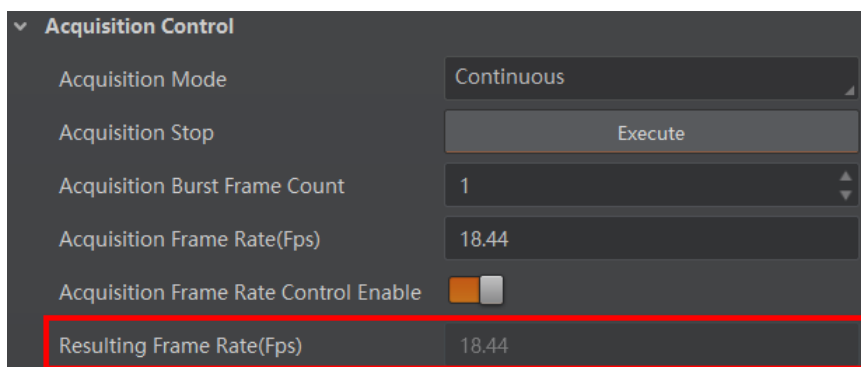 Acquisition Control
Acquisition Mode Continuous
Acquisition Stop Execute
Acquisition Burst Frame Count 1
Acquisition Frame Rate(Fps) 18.44
Acquisition Frame Rate Control Enable
Resulting Frame Rate(Fps) 18.44